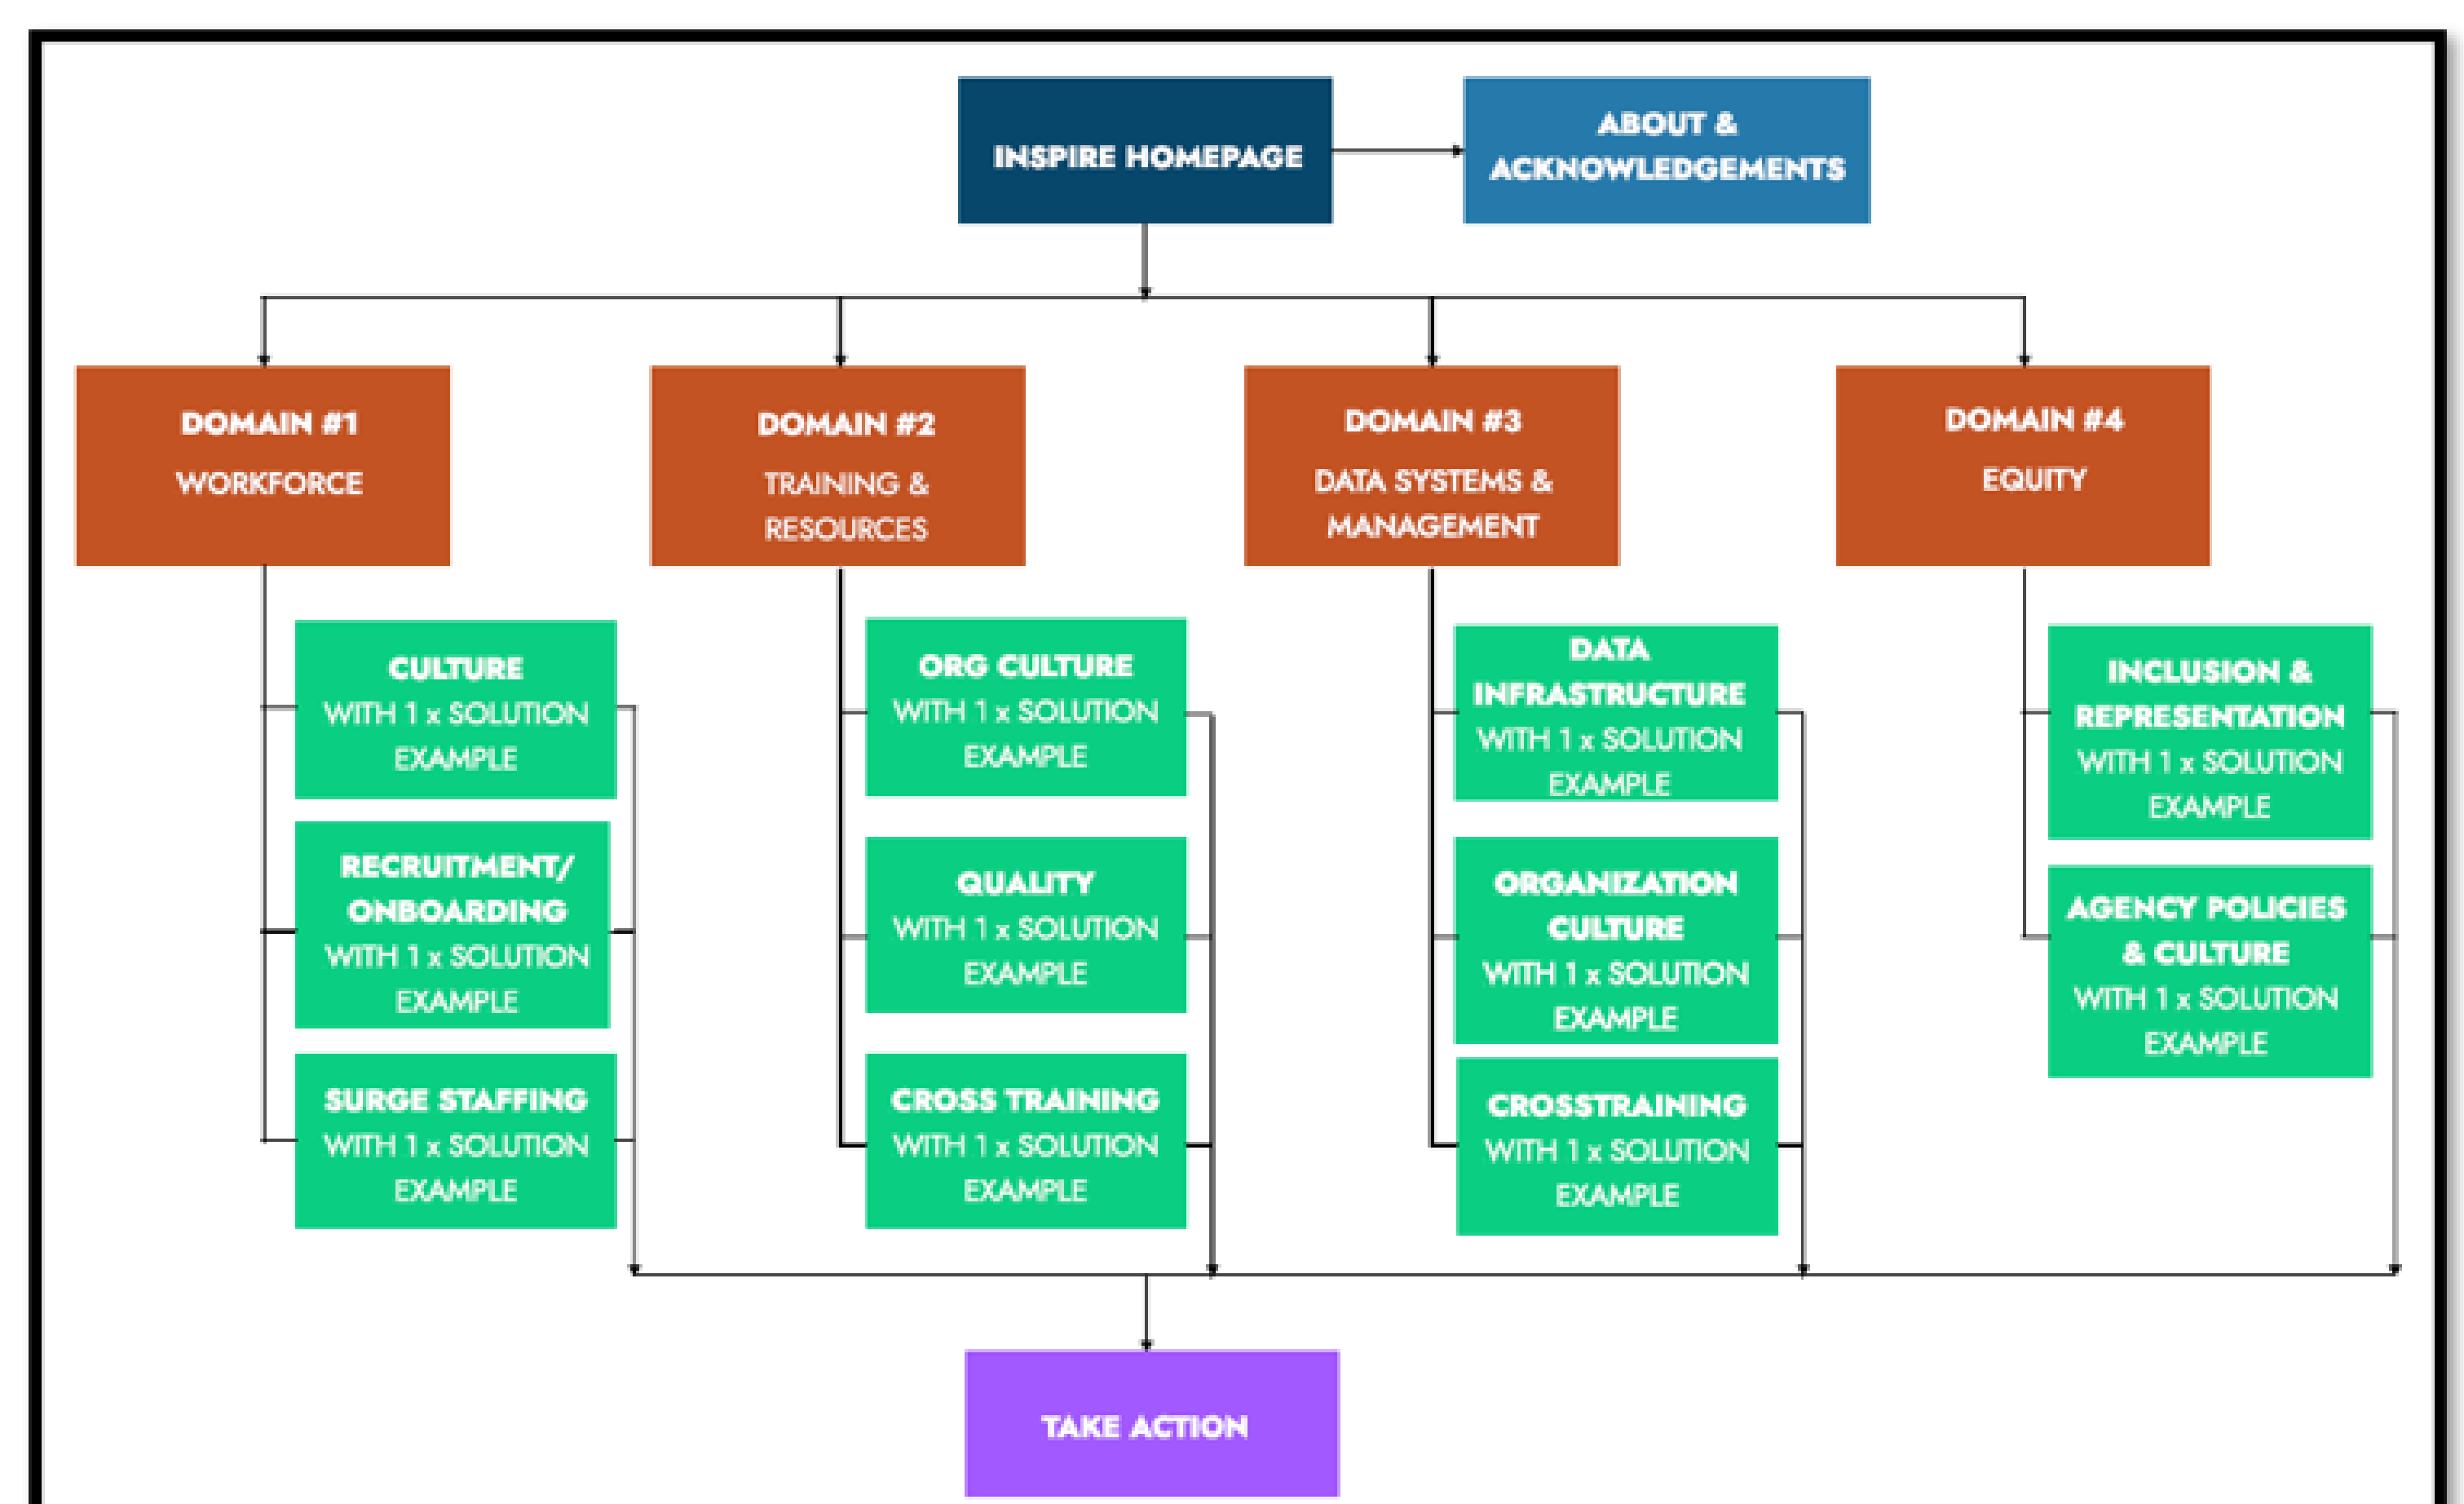 INSPIRE HOMEPAGE
ABOUT &
ACKNOWLEDGEMENTS
DOMAIN #1
WORKFORCE
DOMAIN #2
TRAINING &
RESOURCES
DOMAIN #3
DATA SYSTEMS &
MANAGEMENT
DOMAIN #4
EQUITY
CULTURE
WITH 1 x SOLUTION
EXAMPLE
RECRUITMENT/
ONBOARDING
WITH 1 x SOLUTION
EXAMPLE
SURGE STAFFING
WITH 1 x SOLUTION
EXAMPLE
ORG CULTURE
WITH 1 x SOLUTION
EXAMPLE
QUALITY
WITH 1 x SOLUTION
EXAMPLE
CROSS TRAINING
WITH 1 x SOLUTION
EXAMPLE
DATA
INFRASTRUCTURE
WITH 1 x SOLUTION
EXAMPLE
ORGANIZATION
CULTURE
WITH 1 x SOLUTION
EXAMPLE
CROSSTRAINING
WITH 1 x SOLUTION
EXAMPLE
INCLUSION &
REPRESENTATION
WITH 1 x SOLUTION
EXAMPLE
AGENCY POLICIES
& CULTURE
WITH 1 x SOLUTION
EXAMPLE
TAKE ACTION